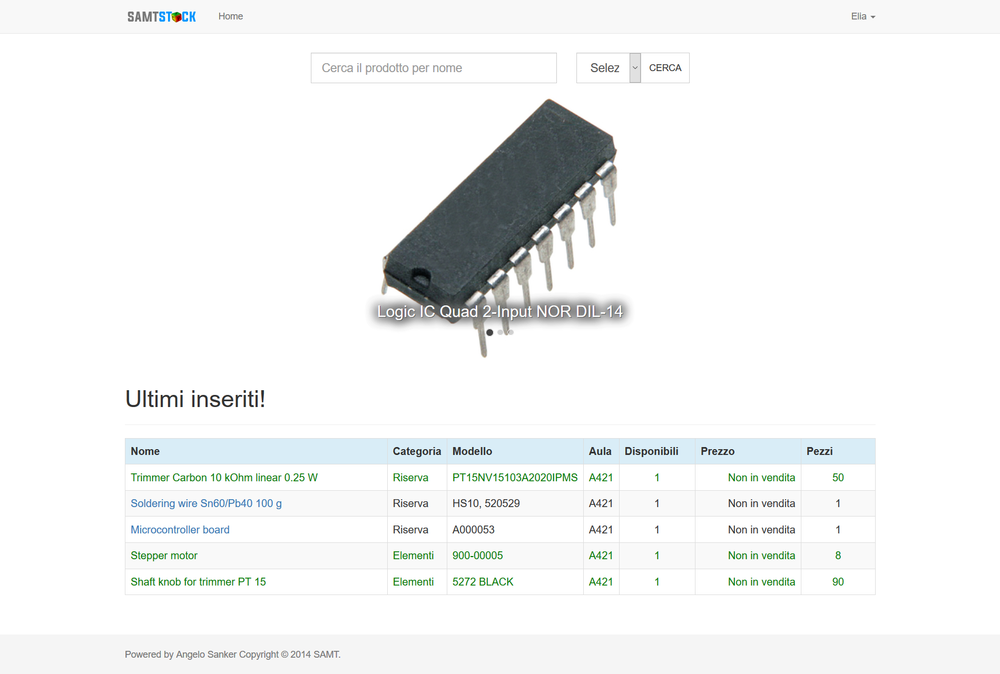 SAMTSTOCK Home Elia
Cerca il prodotto per nome Selez CERCA
Logic IC Quad 2-Input NOR DIL-14
Ultimi inseriti!
Nome Categoria Modello Aula Disponibili Prezzo Pezzi
Trimmer Carbon 10 kOhm linear 0.25 W Riserva PT15NV15103A2020IPMS A421 1 Non in vendita 50
Soldering wire Sn60/Pb40 100 g Riserva HS10, 520529 A421 1 Non in vendita 1
Microcontroller board Riserva A000053 A421 1 Non in vendita 1
Stepper motor Elementi 900-00005 A421 1 Non in vendita 8
Shaft knob for trimmer PT 15 Elementi 5272 BLACK A421 1 Non in vendita 90
Powered by Angelo Sanker Copyright © 2014 SAMT.